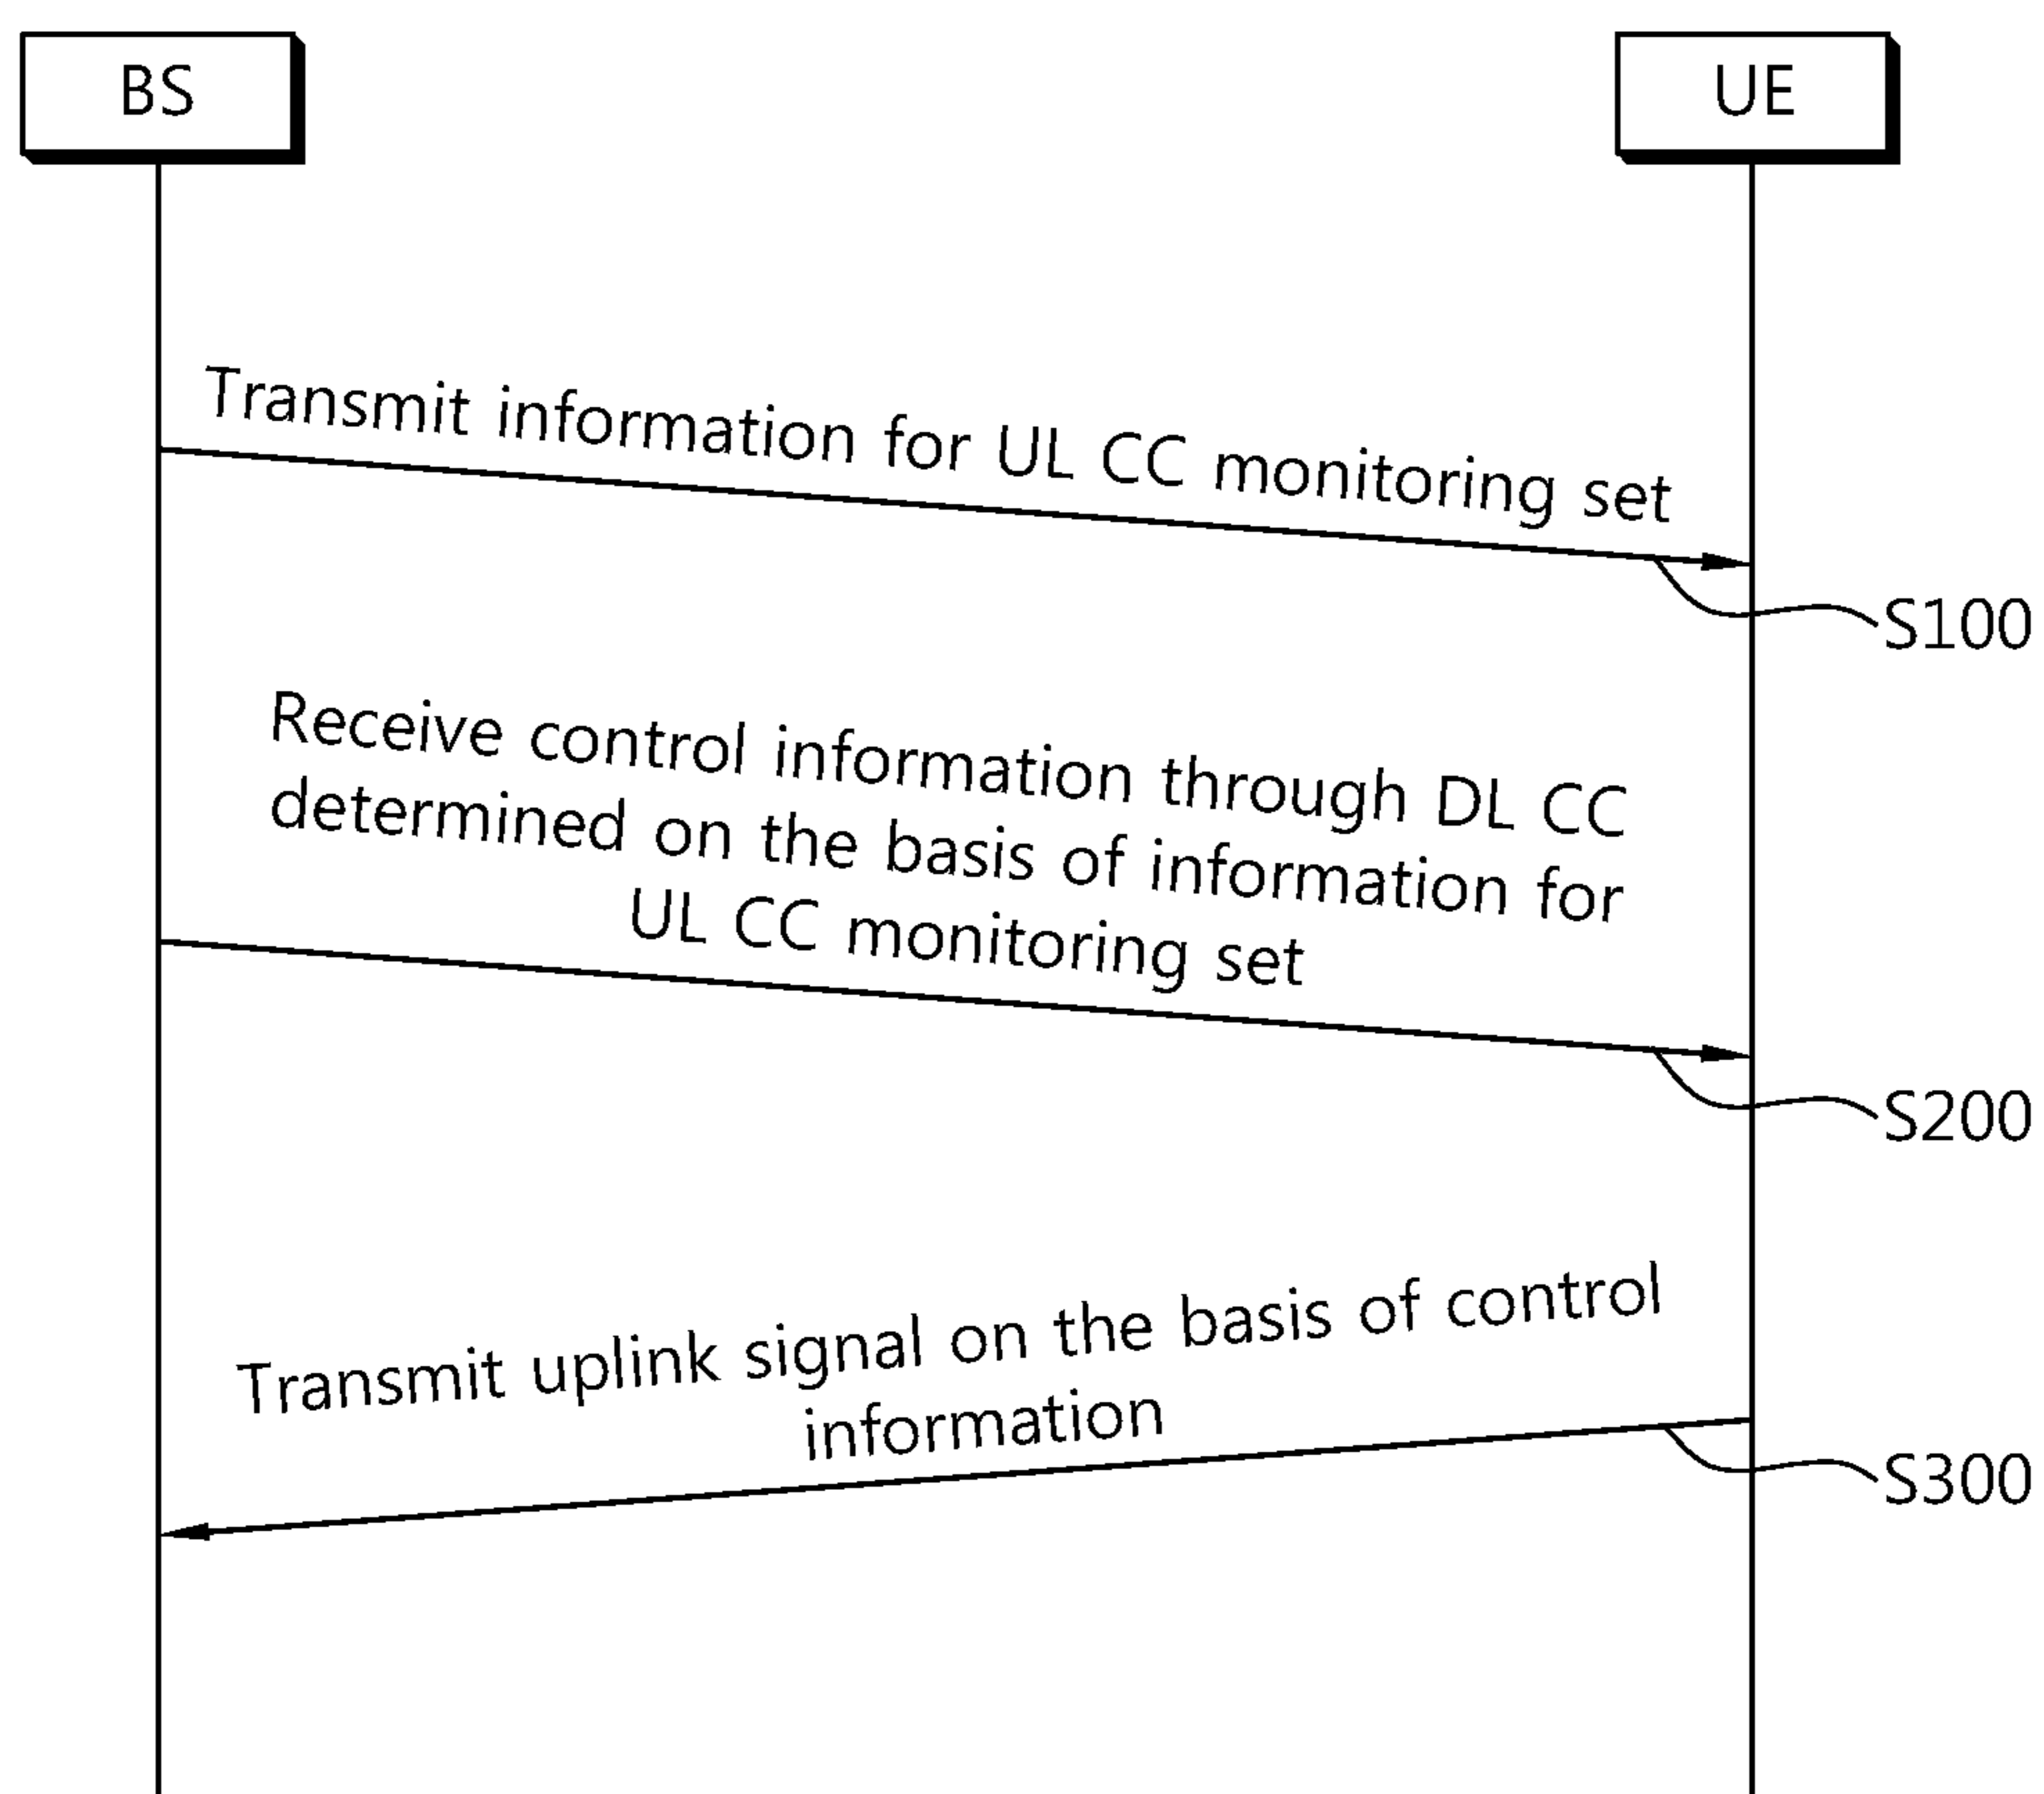 BS
UE
Transmit information for UL CC monitoring set
S100
Receive control information through DL CC
determined on the basis of information for
UL CC monitoring set
S200
Transmit uplink signal on the basis of control
information
S300